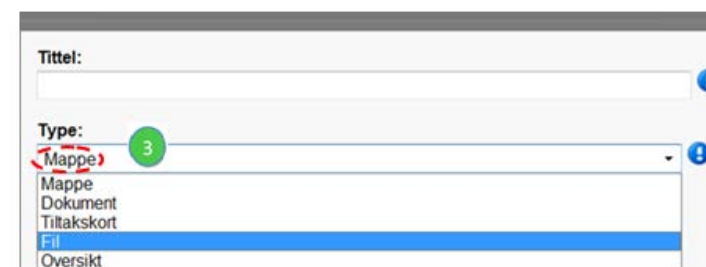 Tittel:
Type:
Mappe
3
Mappe
Dokument
Tiltakskort
Fil
Oversikt